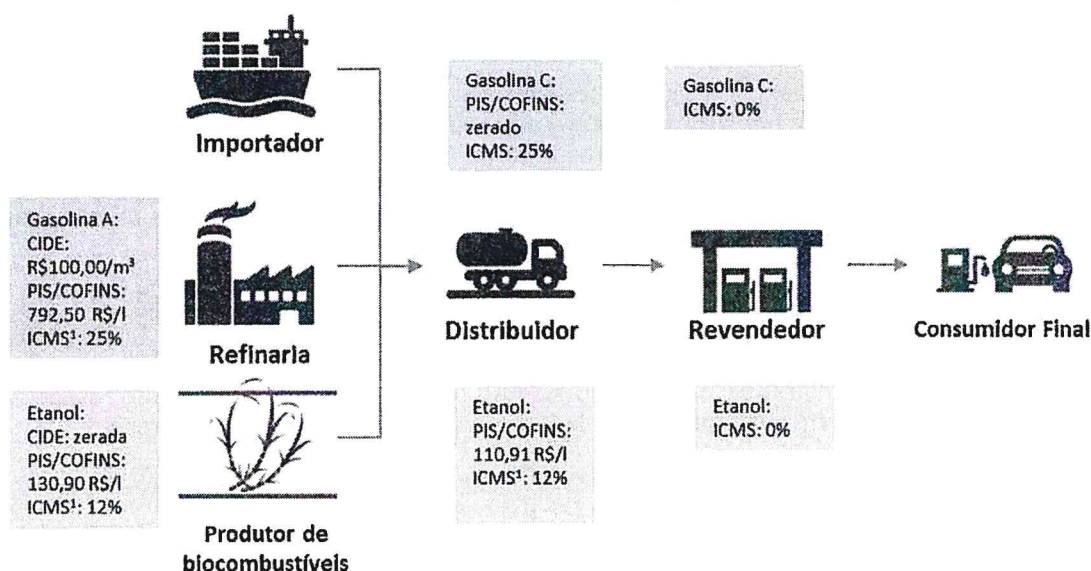 Importador
Gasolina C:
PIS/COFINS:
zerado
ICMS: 25%
Gasolina C:
ICMS: 0%
Gasolina A:
CIDE:
R$100,00/m³
PIS/COFINS:
792,50 R$/l
ICMS¹: 25%
Refinaria
Distribuidor
Revendedor
Consumidor Final
Etanol:
CIDE: zerada
PIS/COFINS:
130,90 R$/l
ICMS¹: 12%
Produtor de
biocombustíveis
Etanol:
PIS/COFINS:
110,91 R$/l
ICMS¹: 12%
Etanol:
ICMS: 0%